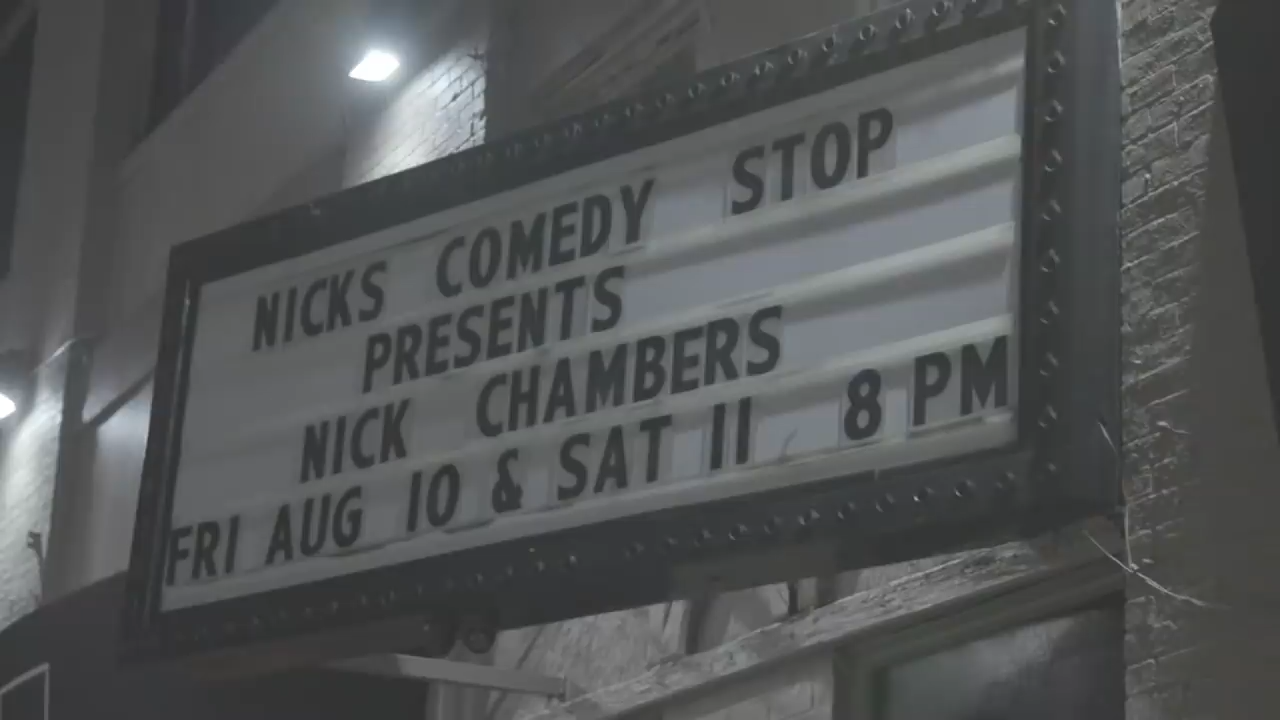 NICKS COMEDY STOP
PRESENTS
NICK CHAMBERS
FRI AUG 10 & SAT 11 8 PM